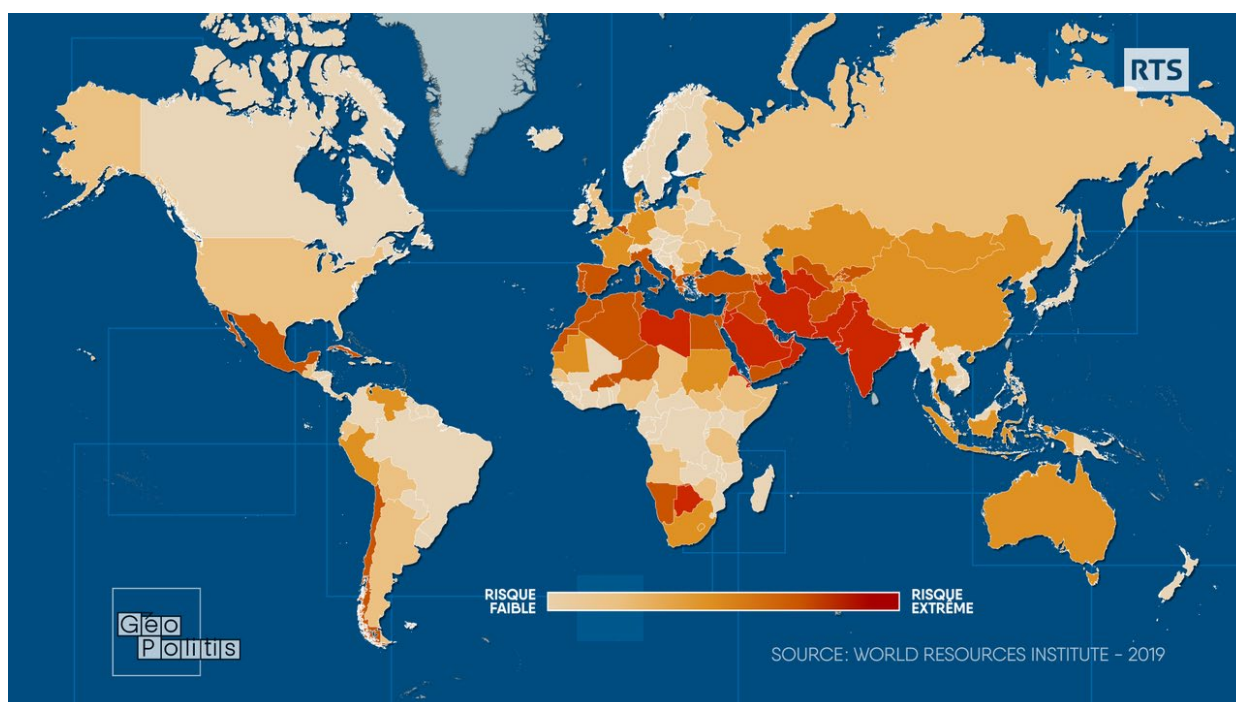 RTS
RISQUE
FAIBLE
RISQUE
EXTRÊME
Géo
Politis
SOURCE: WORLD RESOURCES INSTITUTE - 2019